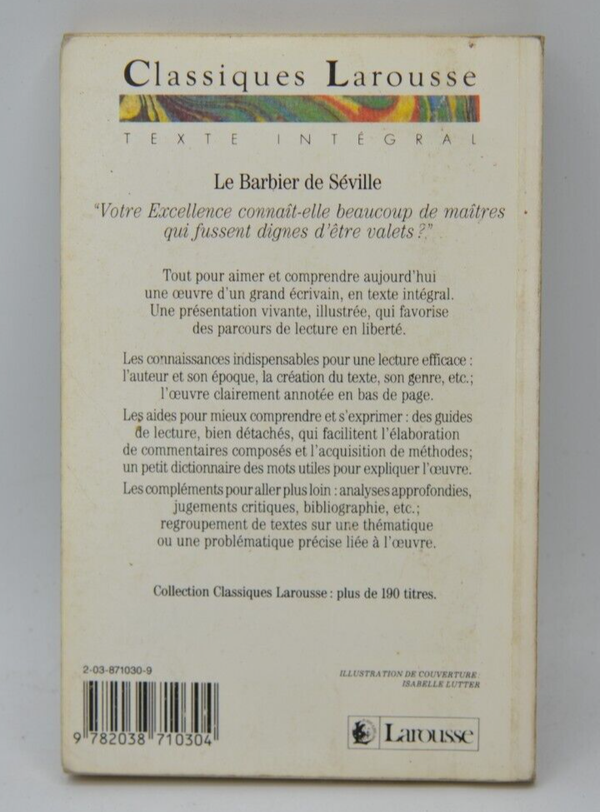 Classiques Larousse
TEXTE INTÉGRAL
Le Barbier de Séville
"Votre Excellence connaît-elle beaucoup de maîtres
qui fussent dignes d'être valets ?"
Tout pour aimer et comprendre aujourd'hui
une œuvre d'un grand écrivain, en texte intégral.
Une présentation vivante, illustrée, qui favorise
des parcours de lecture en liberté.
Les connaissances indispensables pour une lecture efficace :
l'auteur et son époque, la création du texte, son genre, etc.;
l'œuvre clairement annotée en bas de page.
Les aides pour mieux comprendre et s'exprimer : des guides
de lecture, bien détachés, qui facilitent l'élaboration
de commentaires composés et l'acquisition de méthodes;
un petit dictionnaire des mots utiles pour expliquer l'œuvre.
Les compléments pour aller plus loin : analyses approfondies,
jugements critiques, bibliographie, etc.;
regroupement de textes sur une thématique
ou une problématique précise liée à l'œuvre.
Collection Classiques Larousse : plus de 190 titres.
2-03-871030-9
9 782038 710304
ILLUSTRATION DE COUVERTURE :
ISABELLE LUTTER
Larousse